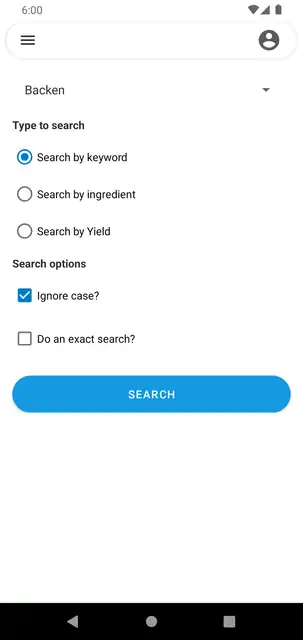 6:00
Backen
Type to search
Search by keyword
Search by ingredient
Search by Yield
Search options
Ignore case?
Do an exact search?
SEARCH